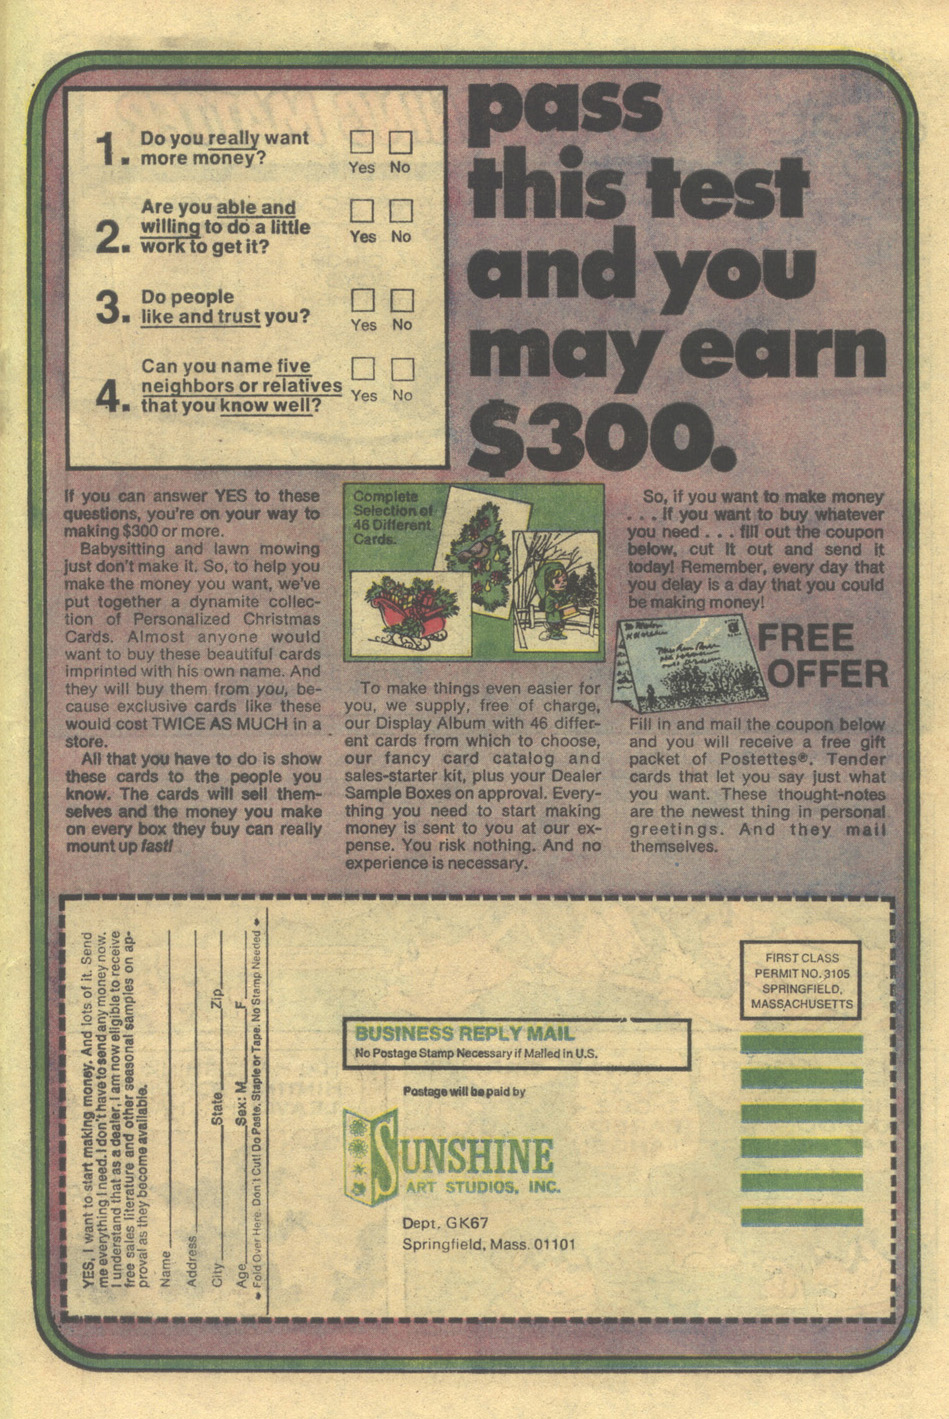 1. Do you really want
more money?
Yes No
2. Are you able and
willing to do a little
work to get it?
Yes No
3. Do people
like and trust you?
Yes No
4. Can you name five
neighbors or relatives
that you know well?
Yes No
pass
this test
and you
may earn
$300.
If you can answer YES to these
questions, you're on your way to
making $300 or more.
Babysitting and lawn mowing
just don't make it. So, to help you
make the money you want, we've
put together a dynamite collec-
tion of Personalized Christmas
Cards. Almost anyone would
want to buy these beautiful cards
imprinted with his own name. And
they will buy them from you, be-
cause exclusive cards like these
would cost TWICE AS MUCH in a
store.
All that you have to do is show
these cards to the people you
know. The cards will sell them-
selves and the money you make
on every box they buy can really
mount up fast!
Complete
Selection of
46 Different
Cards.
To make things even easier for
you, we supply, free of charge,
our Display Album with 46 differ-
ent cards from which to choose,
our fancy card catalog and
sales-starter kit, plus your Dealer
Sample Boxes on approval. Every-
thing you need to start making
money is sent to you at our ex-
pense. You risk nothing. And no
experience is necessary.
So, if you want to make money
. . . if you want to buy whatever
you need . . . fill out the coupon
below, cut it out and send it
today! Remember, every day that
you delay is a day that you could
be making money!
FREE
OFFER
Fill in and mail the coupon below
and you will receive a free gift
packet of Postettes®. Tender
cards that let you say just what
you want. These thought-notes
are the newest thing in personal
greetings. And they mail
themselves.
YES, I want to start making money. And lots of it. Send
me everything I need. I don't have to send any money now.
I understand that as a dealer, I am now eligible to receive
free sales literature and other seasonal samples on ap-
proval as they become available.
Name
Address
City State Zip
Age Sex: M F
Fold Over Here. Don't Cut! Do Paste, Staple or Tape. No Stamp Needed
FIRST CLASS
PERMIT NO. 3105
SPRINGFIELD,
MASSACHUSETTS
BUSINESS REPLY MAIL
No Postage Stamp Necessary if Mailed in U.S.
Postage will be paid by
SUNSHINE
ART STUDIOS, INC.
Dept. GK67
Springfield, Mass. 01101